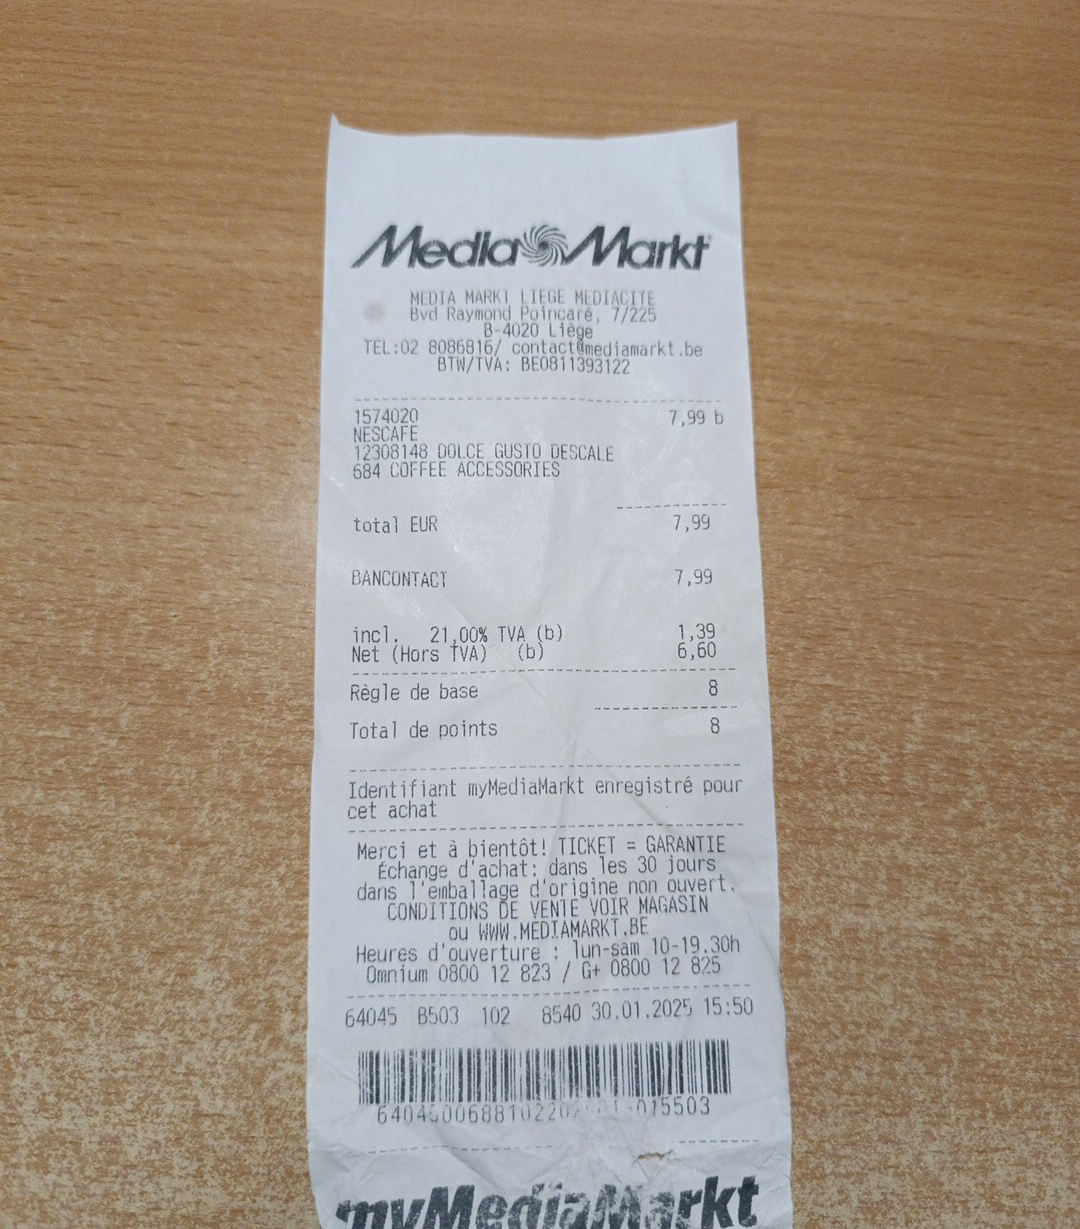 Media Markt
MEDIA MARKT LIEGE MEDIACITE
Bvd Raymond Poincaré, 7/225
B-4020 Liège
TEL:02 8086816/ contact@mediamarkt.be
BTW/TVA: BE0811393122
1574020 7,99 b
NESCAFE
12308148 DOLCE GUSTO DESCALE
684 COFFEE ACCESSORIES
total EUR 7,99
BANCONTACT 7,99
incl. 21,00% TVA (b) 1,39
Net (Hors TVA) (b) 6,60
Règle de base 8
Total de points 8
Identifiant myMediaMarkt enregistré pour
cet achat
Merci et à bientôt! TICKET = GARANTIE
Échange d'achat: dans les 30 jours
dans l'emballage d'origine non ouvert.
CONDITIONS DE VENTE VOIR MAGASIN
ou WWW.MEDIAMARKT.BE
Heures d'ouverture : lun-sam 10-19.30h
Omnium 0800 12 823 / G+ 0800 12 825
64045 B503 102 8540 30.01.2025 15:50
myMediaMarkt